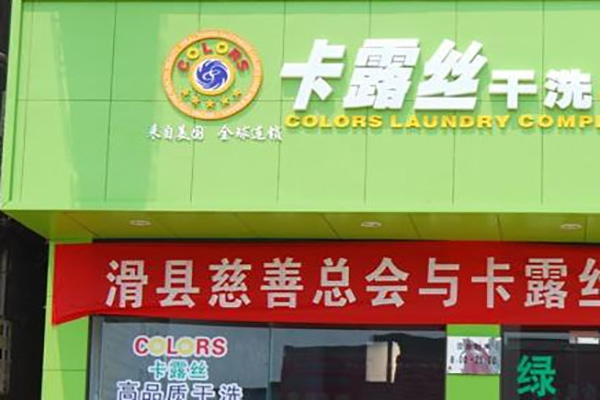 COLORS
卡露丝干洗
COLORS LAUNDRY COMP
来自美国 全球连锁
滑县慈善总会与卡露丝
COLORS
卡露丝
高品质干洗
绿